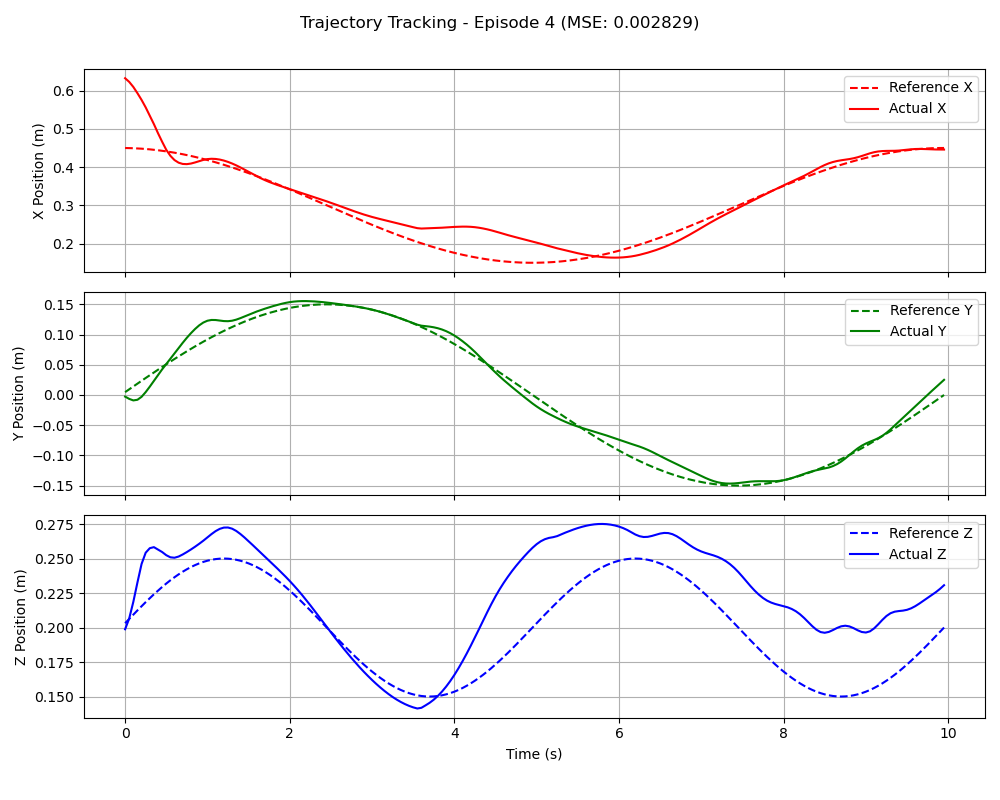 Trajectory Tracking - Episode 4 (MSE: 0.002829)
X Position (m)
0.6
0.5
0.4
0.3
0.2
Reference X
Actual X
Y Position (m)
0.15
0.10
0.05
0.00
−0.05
−0.10
−0.15
Reference Y
Actual Y
Z Position (m)
0.275
0.250
0.225
0.200
0.175
0.150
Reference Z
Actual Z
0 2 4 6 8 10
Time (s)